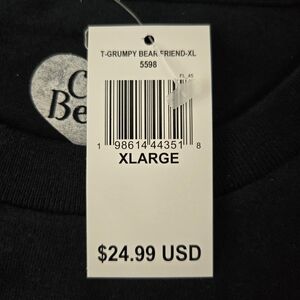 T-GRUMPY BEAR FRIEND-XL
5598
1 98614 44351 8
XLARGE
$24.99 USD